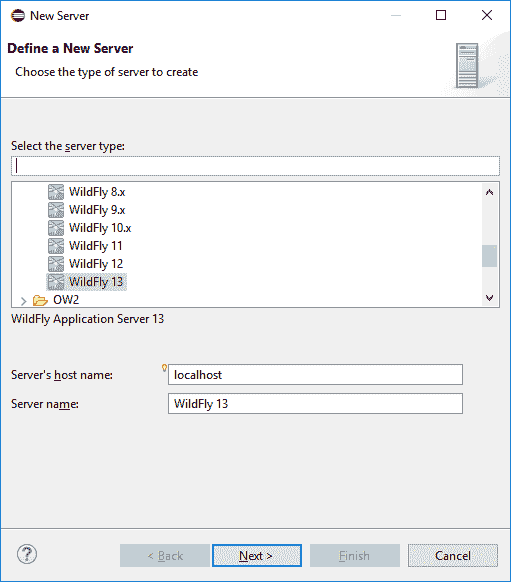 New Server
Define a New Server
Choose the type of server to create
Select the server type:
WildFly 8.x
WildFly 9.x
WildFly 10.x
WildFly 11
WildFly 12
WildFly 13
OW2
WildFly Application Server 13
Server's host name: localhost
Server name: WildFly 13
? < Back Next > Finish Cancel